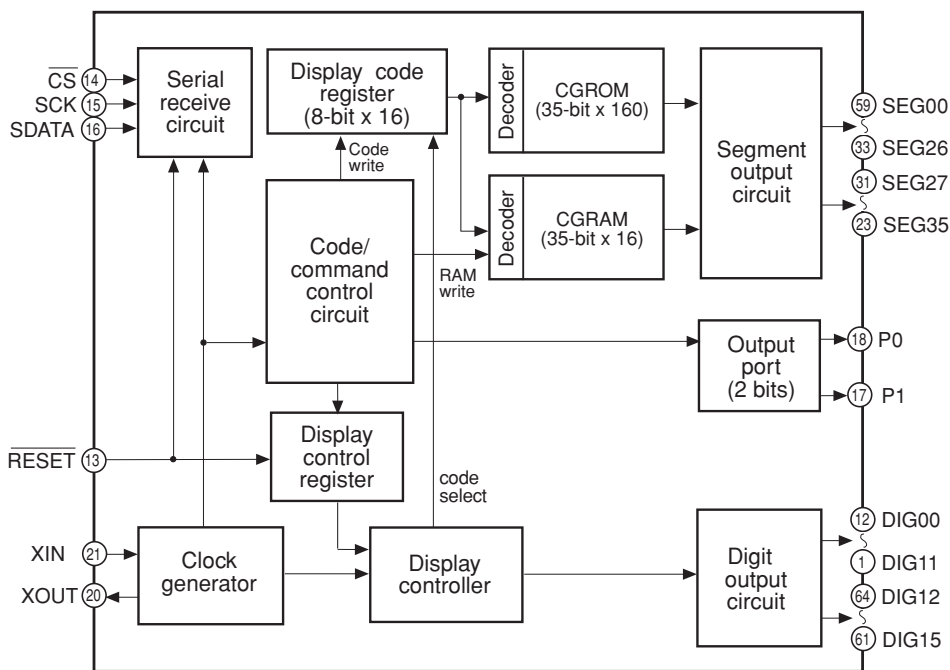 CS
14
SCK
15
SDATA
16
Serial
receive
circuit
Display code
register
(8-bit x 16)
Code
write
Decoder
CGROM
(35-bit x 160)
Decoder
CGRAM
(35-bit x 16)
RAM
write
Segment
output
circuit
59
SEG00
33
SEG26
31
SEG27
23
SEG35
Code/
command
control
circuit
Output
port
(2 bits)
18
P0
17
P1
RESET
13
Display
control
register
code
select
XIN
21
XOUT
20
Clock
generator
Display
controller
Digit
output
circuit
12
DIG00
1
DIG11
64
DIG12
61
DIG15